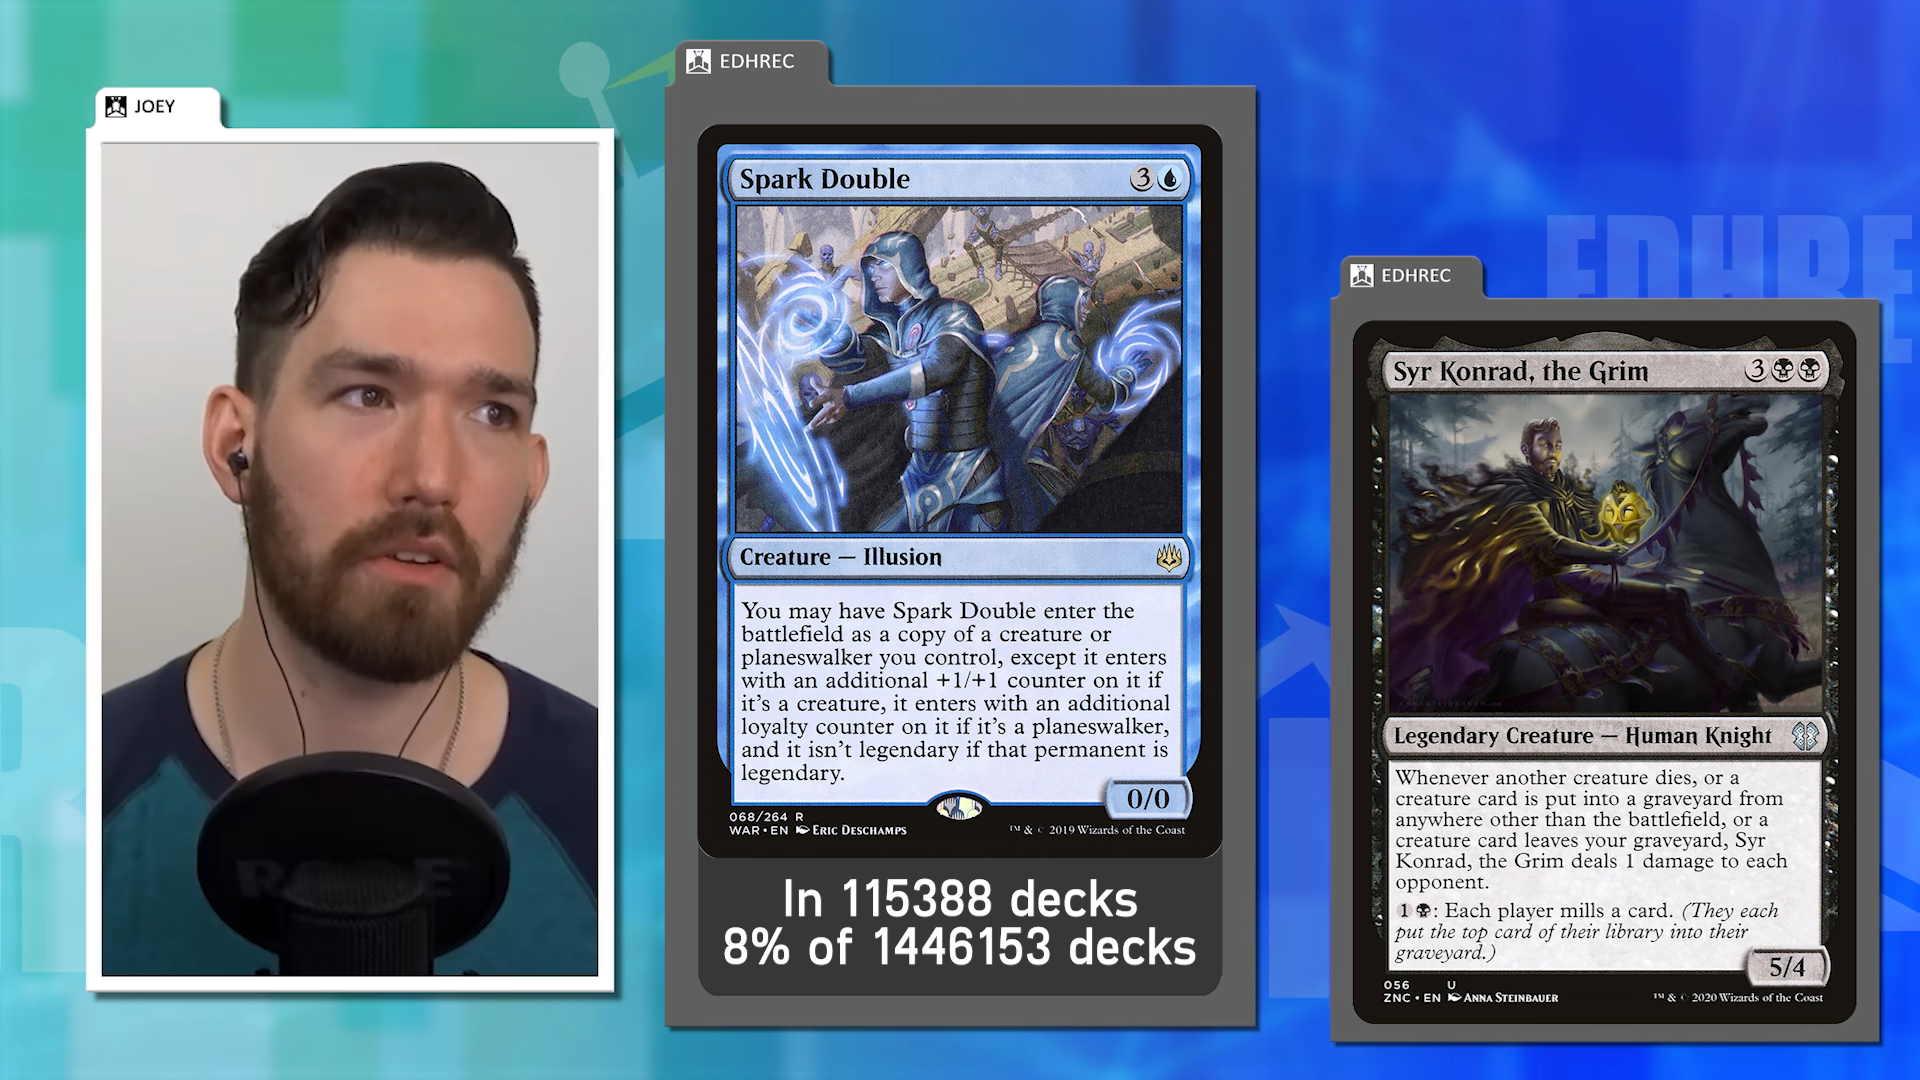 JOEY
EDHREC
Spark Double 3
Creature — Illusion
You may have Spark Double enter the
battlefield as a copy of a creature or
planeswalker you control, except it enters
with an additional +1/+1 counter on it if
it's a creature, it enters with an additional
loyalty counter on it if it's a planeswalker,
and it isn't legendary if that permanent is
legendary.
0/0
068/264 R
WAR • EN Eric Deschamps
™ & © 2019 Wizards of the Coast
In 115388 decks
8% of 1446153 decks
EDHRE
EDHREC
Syr Konrad, the Grim 3
Legendary Creature — Human Knight
Whenever another creature dies, or a
creature card is put into a graveyard from
anywhere other than the battlefield, or a
creature card leaves your graveyard, Syr
Konrad, the Grim deals 1 damage to each
opponent.
1 : Each player mills a card. (They each
put the top card of their library into their
graveyard.)
5/4
056 U
ZNC • EN Anna Steinbauer
™ & © 2020 Wizards of the Coast